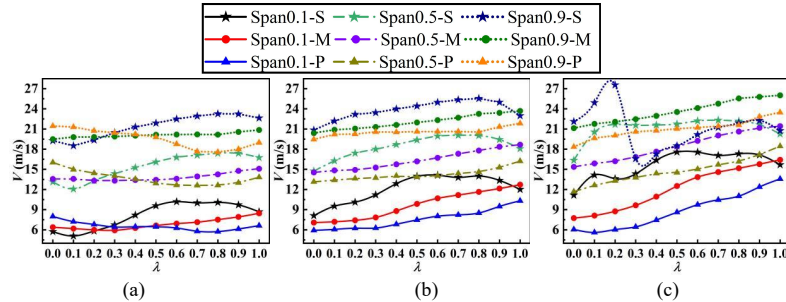 Span0.1-S Span0.5-S Span0.9-S
Span0.1-M Span0.5-M Span0.9-M
Span0.1-P Span0.5-P Span0.9-P
27 27 27
24 24 24
21 21 21
18 18 18
15 15 15
12 12 12
9 9 9
6 6 6
V (m/s) V (m/s) V (m/s)
0.0 0.1 0.2 0.3 0.4 0.5 0.6 0.7 0.8 0.9 1.0 0.0 0.1 0.2 0.3 0.4 0.5 0.6 0.7 0.8 0.9 1.0 0.0 0.1 0.2 0.3 0.4 0.5 0.6 0.7 0.8 0.9 1.0
λ λ λ
(a) (b) (c)